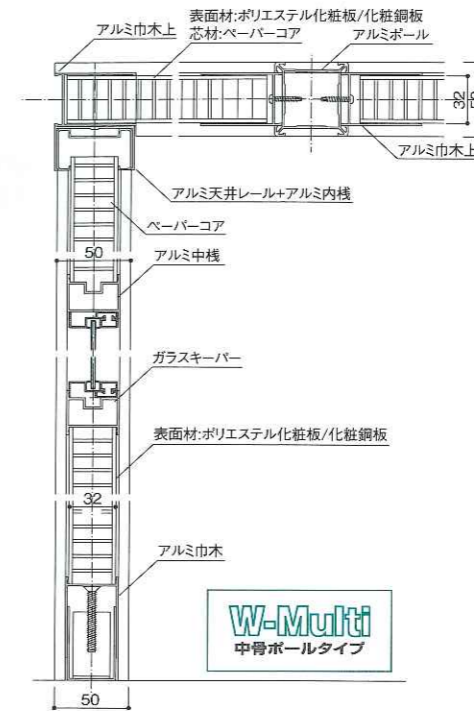 表面材:ポリエステル化粧板/化粧鋼板
アルミ巾木上
芯材:ペーパーコア
アルミポール
32
アルミ巾木上
アルミ天井レール+アルミ内桟
ペーパーコア
50
アルミ中桟
ガラスキーパー
表面材:ポリエステル化粧板/化粧鋼板
32
アルミ巾木
W-Multi
中骨ポールタイプ
50